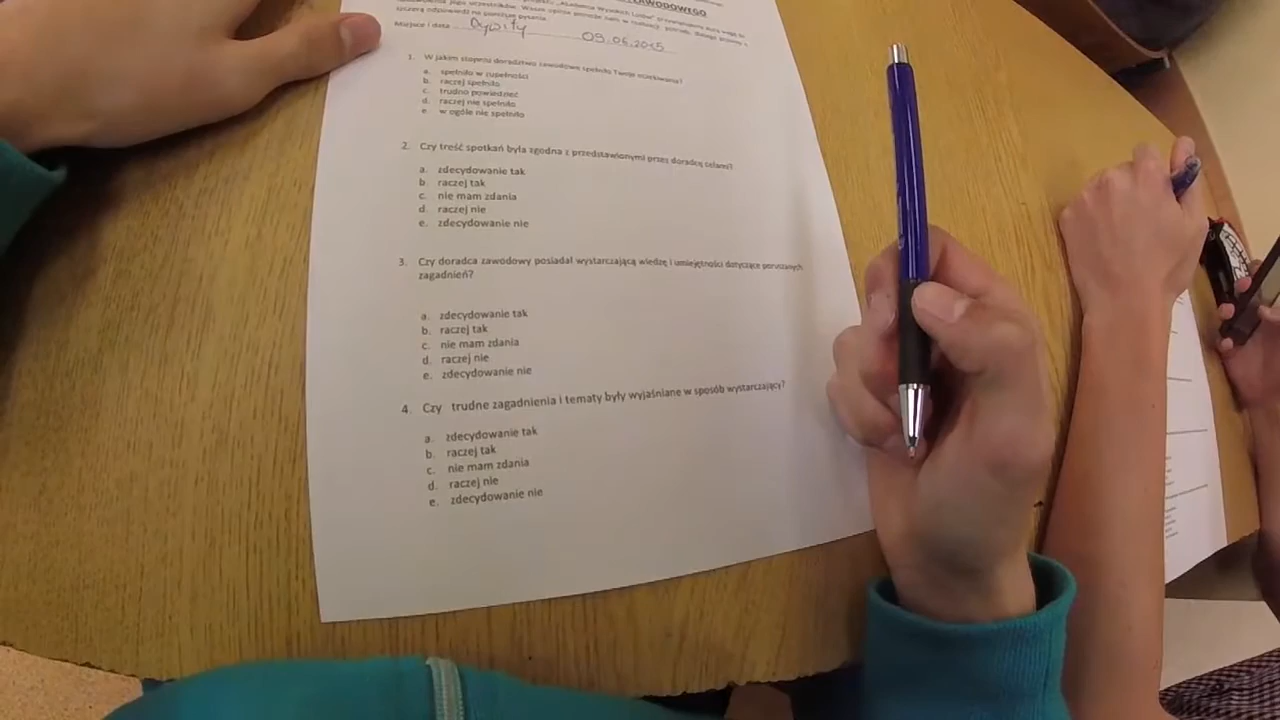 ZAWODOWEGO
Miejsce i data Dywity 09.06.2015
1. W jakim stopniu doradztwo zawodowe spełniło Twoje oczekiwania?
a. spełniło w zupełności
b. raczej spełniło
c. trudno powiedzieć
d. raczej nie spełniło
e. w ogóle nie spełniło
2. Czy treść spotkań była zgodna z przedstawionymi przez doradcę celami?
a. zdecydowanie tak
b. raczej tak
c. nie mam zdania
d. raczej nie
e. zdecydowanie nie
3. Czy doradca zawodowy posiadał wystarczającą wiedzę i umiejętności dotyczące poruszanych
zagadnień?
a. zdecydowanie tak
b. raczej tak
c. nie mam zdania
d. raczej nie
e. zdecydowanie nie
4. Czy trudne zagadnienia i tematy były wyjaśniane w sposób wystarczający?
a. zdecydowanie tak
b. raczej tak
c. nie mam zdania
d. raczej nie
e. zdecydowanie nie